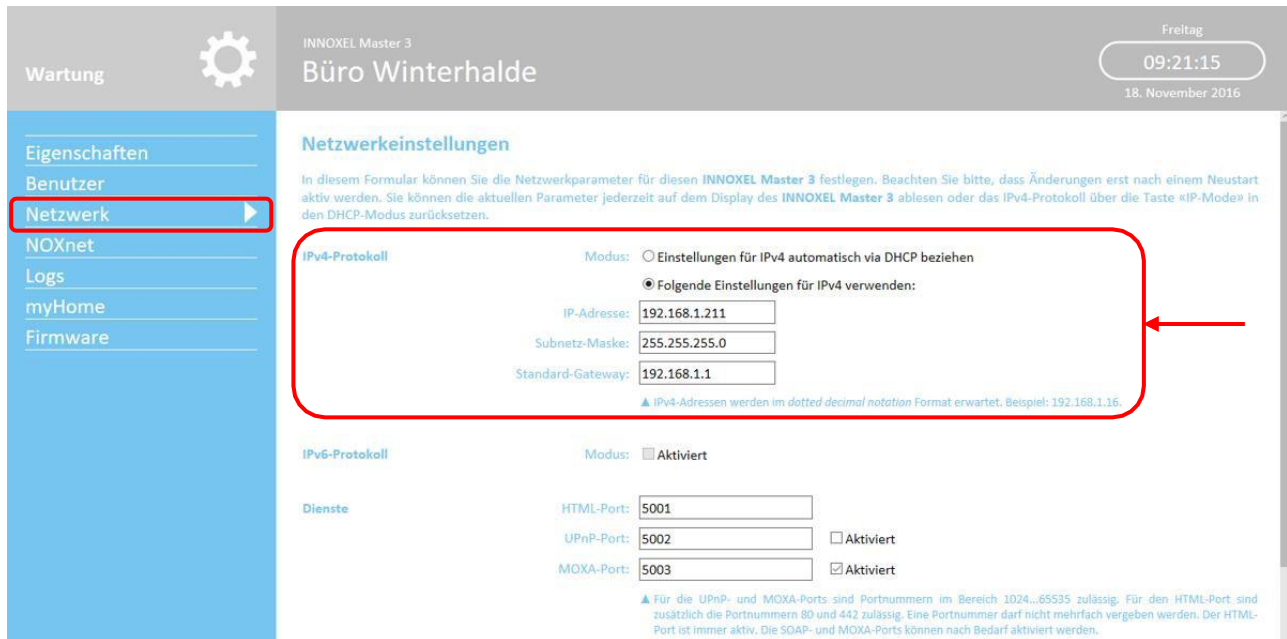 Wartung
INNOXEL Master 3
Büro Winterhalde
Freitag
09:21:15
18. November 2016
Eigenschaften
Benutzer
Netzwerk
NOXnet
Logs
myHome
Firmware
Netzwerkeinstellungen
In diesem Formular können Sie die Netzwerkparameter für diesen INNOXEL Master 3 festlegen. Beachten Sie bitte, dass Änderungen erst nach einem Neustart
aktiv werden. Sie können die aktuellen Parameter jederzeit auf dem Display des INNOXEL Master 3 ablesen oder das IPv4-Protokoll über die Taste «IP-Mode» in
den DHCP-Modus zurücksetzen.
IPv4-Protokoll Modus: Einstellungen für IPv4 automatisch via DHCP beziehen
Folgende Einstellungen für IPv4 verwenden:
IP-Adresse: 192.168.1.211
Subnetz-Maske: 255.255.255.0
Standard-Gateway: 192.168.1.1
▲ IPv4-Adressen werden im dotted decimal notation Format erwartet. Beispiel: 192.168.1.16.
IPv6-Protokoll Modus: Aktiviert
Dienste HTML-Port: 5001
UPnP-Port: 5002 Aktiviert
MOXA-Port: 5003 Aktiviert
▲ Für die UPnP- und MOXA-Ports sind Portnummern im Bereich 1024...65535 zulässig. Für den HTML-Port sind
zusätzlich die Portnummern 80 und 442 zulässig. Eine Portnummer darf nicht mehrfach vergeben werden. Der HTML-
Port ist immer aktiv. Die SOAP- und MOXA-Ports können nach Bedarf aktiviert werden.